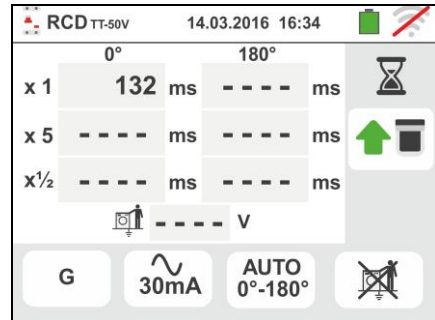 RCD TT-50V 14.03.2016 16:34
0° 180°
x 1 132 ms - - - - ms
x 5 - - - - ms - - - - ms
x½ - - - - ms - - - - ms
- - - - V
G 30mA AUTO 0°-180°